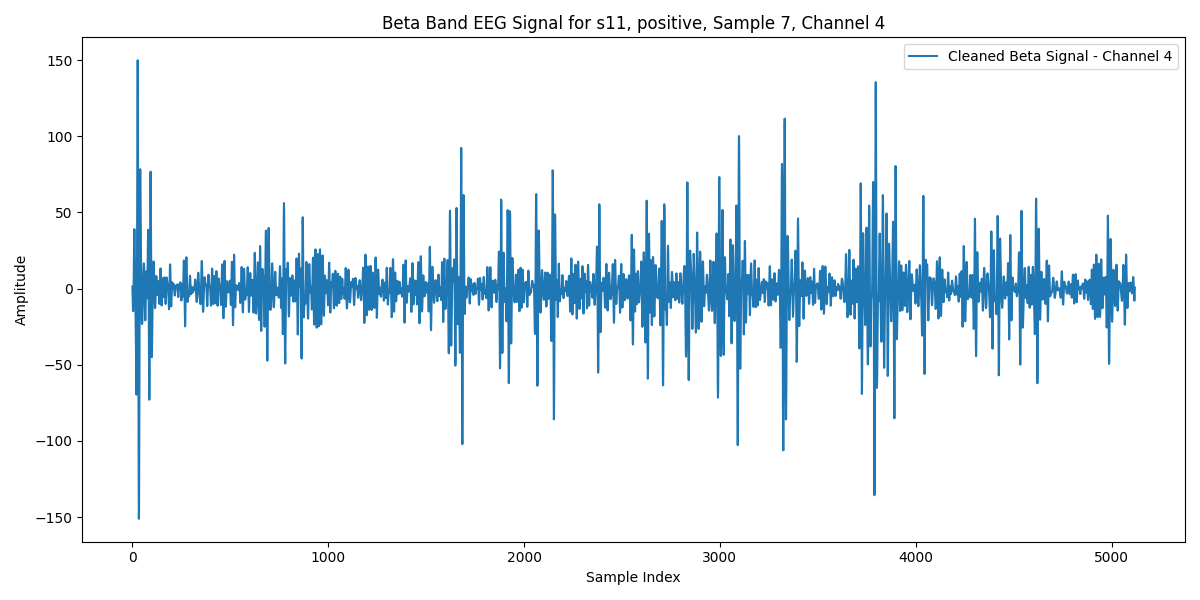 Beta Band EEG Signal for s11, positive, Sample 7, Channel 4
Cleaned Beta Signal - Channel 4
Amplitude
150
100
50
0
−50
−100
−150
0 1000 2000 3000 4000 5000
Sample Index